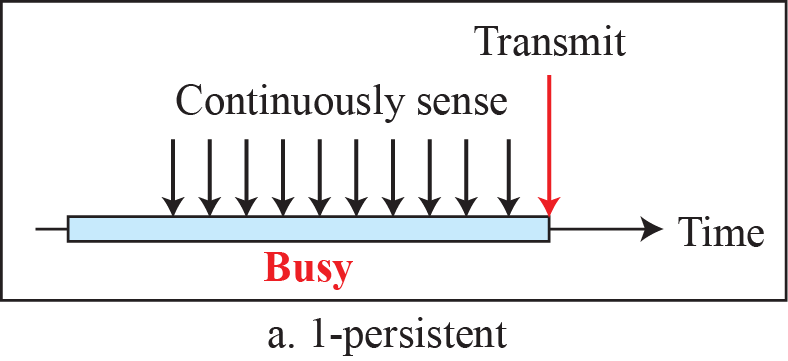 Transmit
Continuously sense
Time
Busy
a. 1-persistent